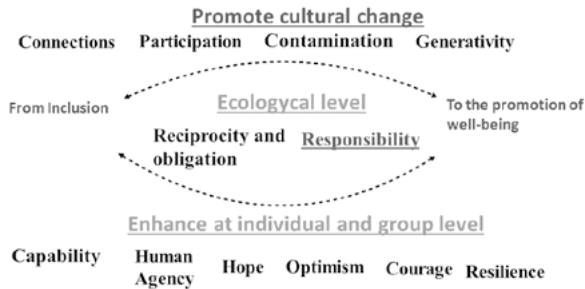 Promote cultural change
Connections Participation Contamination Generativity
From Inclusion
Ecologycal level
To the promotion of
well-being
Reciprocity and
obligation
Responsibility
Enhance at individual and group level
Capability
Human
Agency
Hope
Optimism
Courage
Resilience